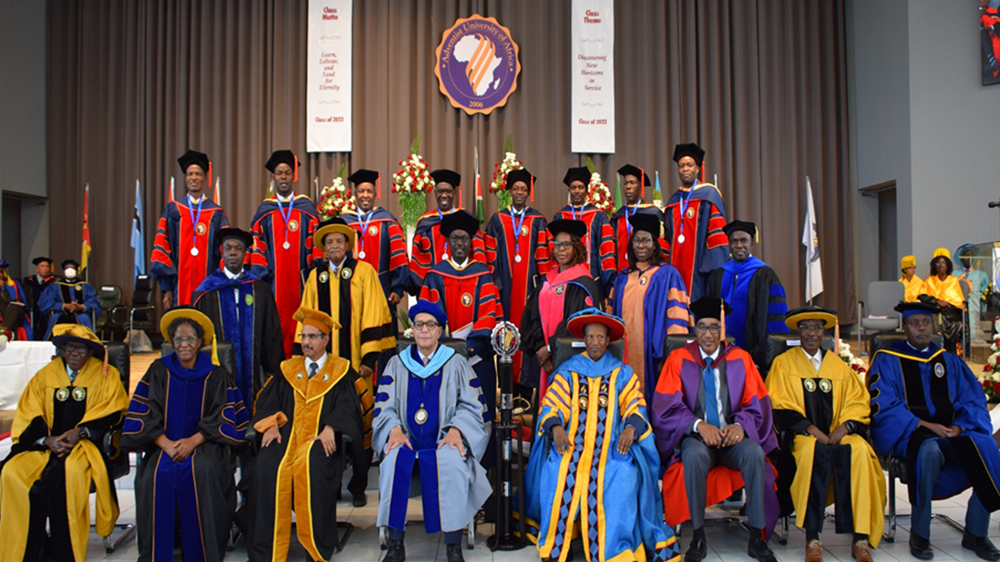 Class
Motto
Learn,
Labour,
and
Lead
for
Eternity
Class of 2022
Adventist University of Africa
2006
Class
Theme
Discovering
New
Horizons
in
Service
Class of 2022